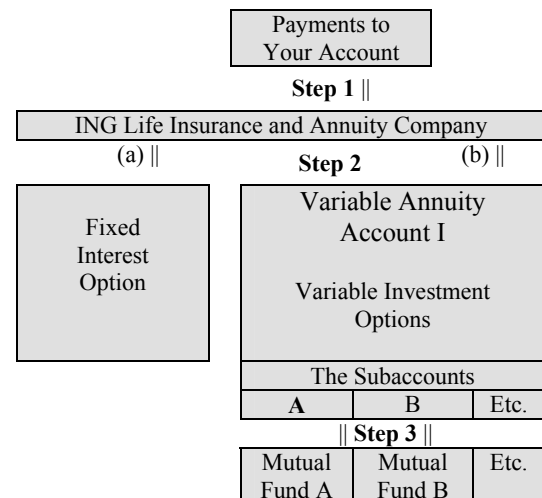 Payments to
Your Account
Step 1 ||
ING Life Insurance and Annuity Company
(a) || Step 2 (b) ||
Fixed
Interest
Option
Variable Annuity
Account I
Variable Investment
Options
The Subaccounts
A B Etc.
|| Step 3 ||
Mutual Mutual Etc.
Fund A Fund B